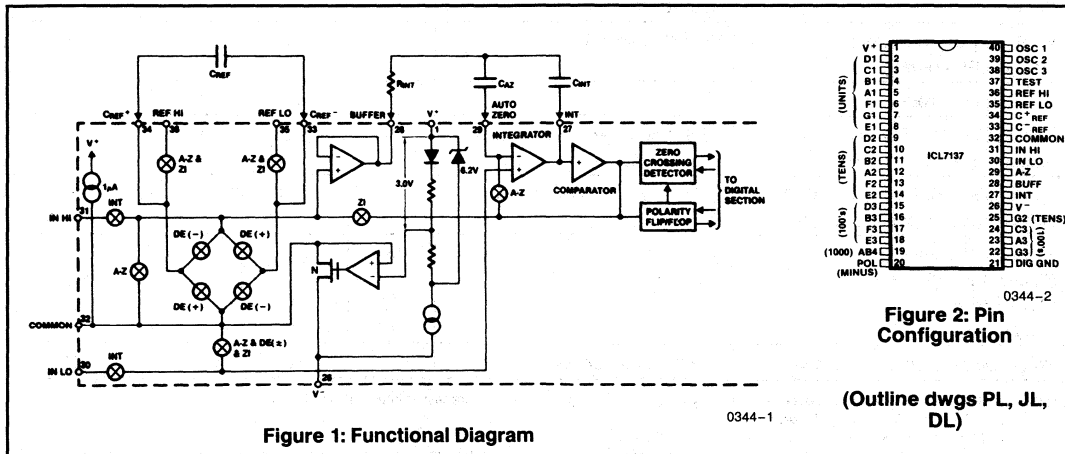 CREF
RINT
CAZ
CINT
CREF+ REF HI REF LO CREF- BUFFER V+ AUTO ZERO INT
34 36 35 33 28 1 29 27
V+
1nA
A-Z & ZI
A-Z & ZI
3.0V
6.2V
INTEGRATOR
ZERO CROSSING DETECTOR
COMPARATOR
TO DIGITAL SECTION
A-Z
31
IN HI
INT
ZI
POLARITY FLIP/FLOP
DE(-) DE(+)
A-Z
N
DE(+) DE(-)
32
COMMON
A-Z & DE(±) & ZI
INT
30
IN LO
26
V-
0344-1
Figure 1: Functional Diagram
V+ 1 40 OSC 1
D1 2 39 OSC 2
C1 3 38 OSC 3
B1 4 37 TEST
(UNITS) A1 5 36 REF HI
F1 6 35 REF LO
G1 7 34 C+REF
E1 8 33 C-REF
D2 9 32 COMMON
C2 10 31 IN HI
B2 11 ICL7137 30 IN LO
(TENS) A2 12 29 A-Z
F2 13 28 BUFF
E2 14 27 INT
D3 15 26 V-
(100's) B3 16 25 G2 (TENS)
F3 17 24 C3
E3 18 23 A3 (100's)
(1000) AB4 19 22 G3
POL 20 21 DIG GND
(MINUS)
0344-2
Figure 2: Pin
Configuration
(Outline dwgs PL, JL,
DL)